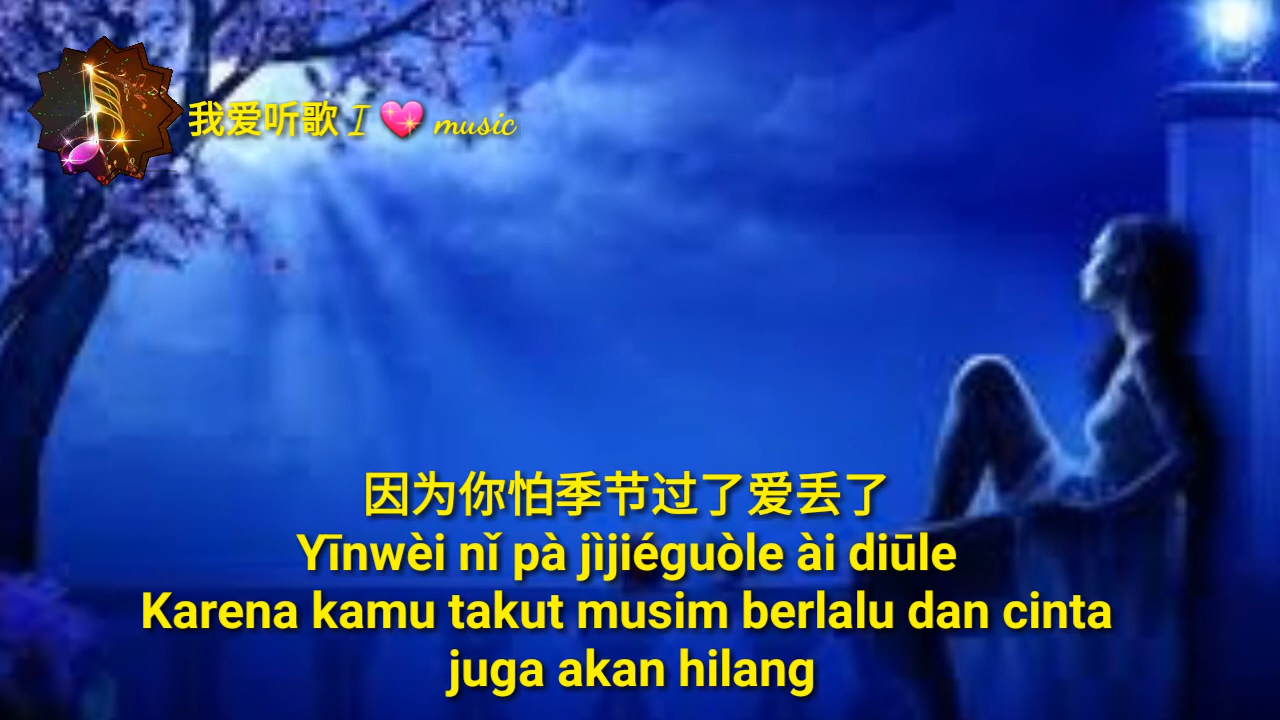 我爱听歌 I 💖 music
因为你怕季节过了爱丢了
Yīnwèi nǐ pà jìjiéguòle ài diūle
Karena kamu takut musim berlalu dan cinta
juga akan hilang